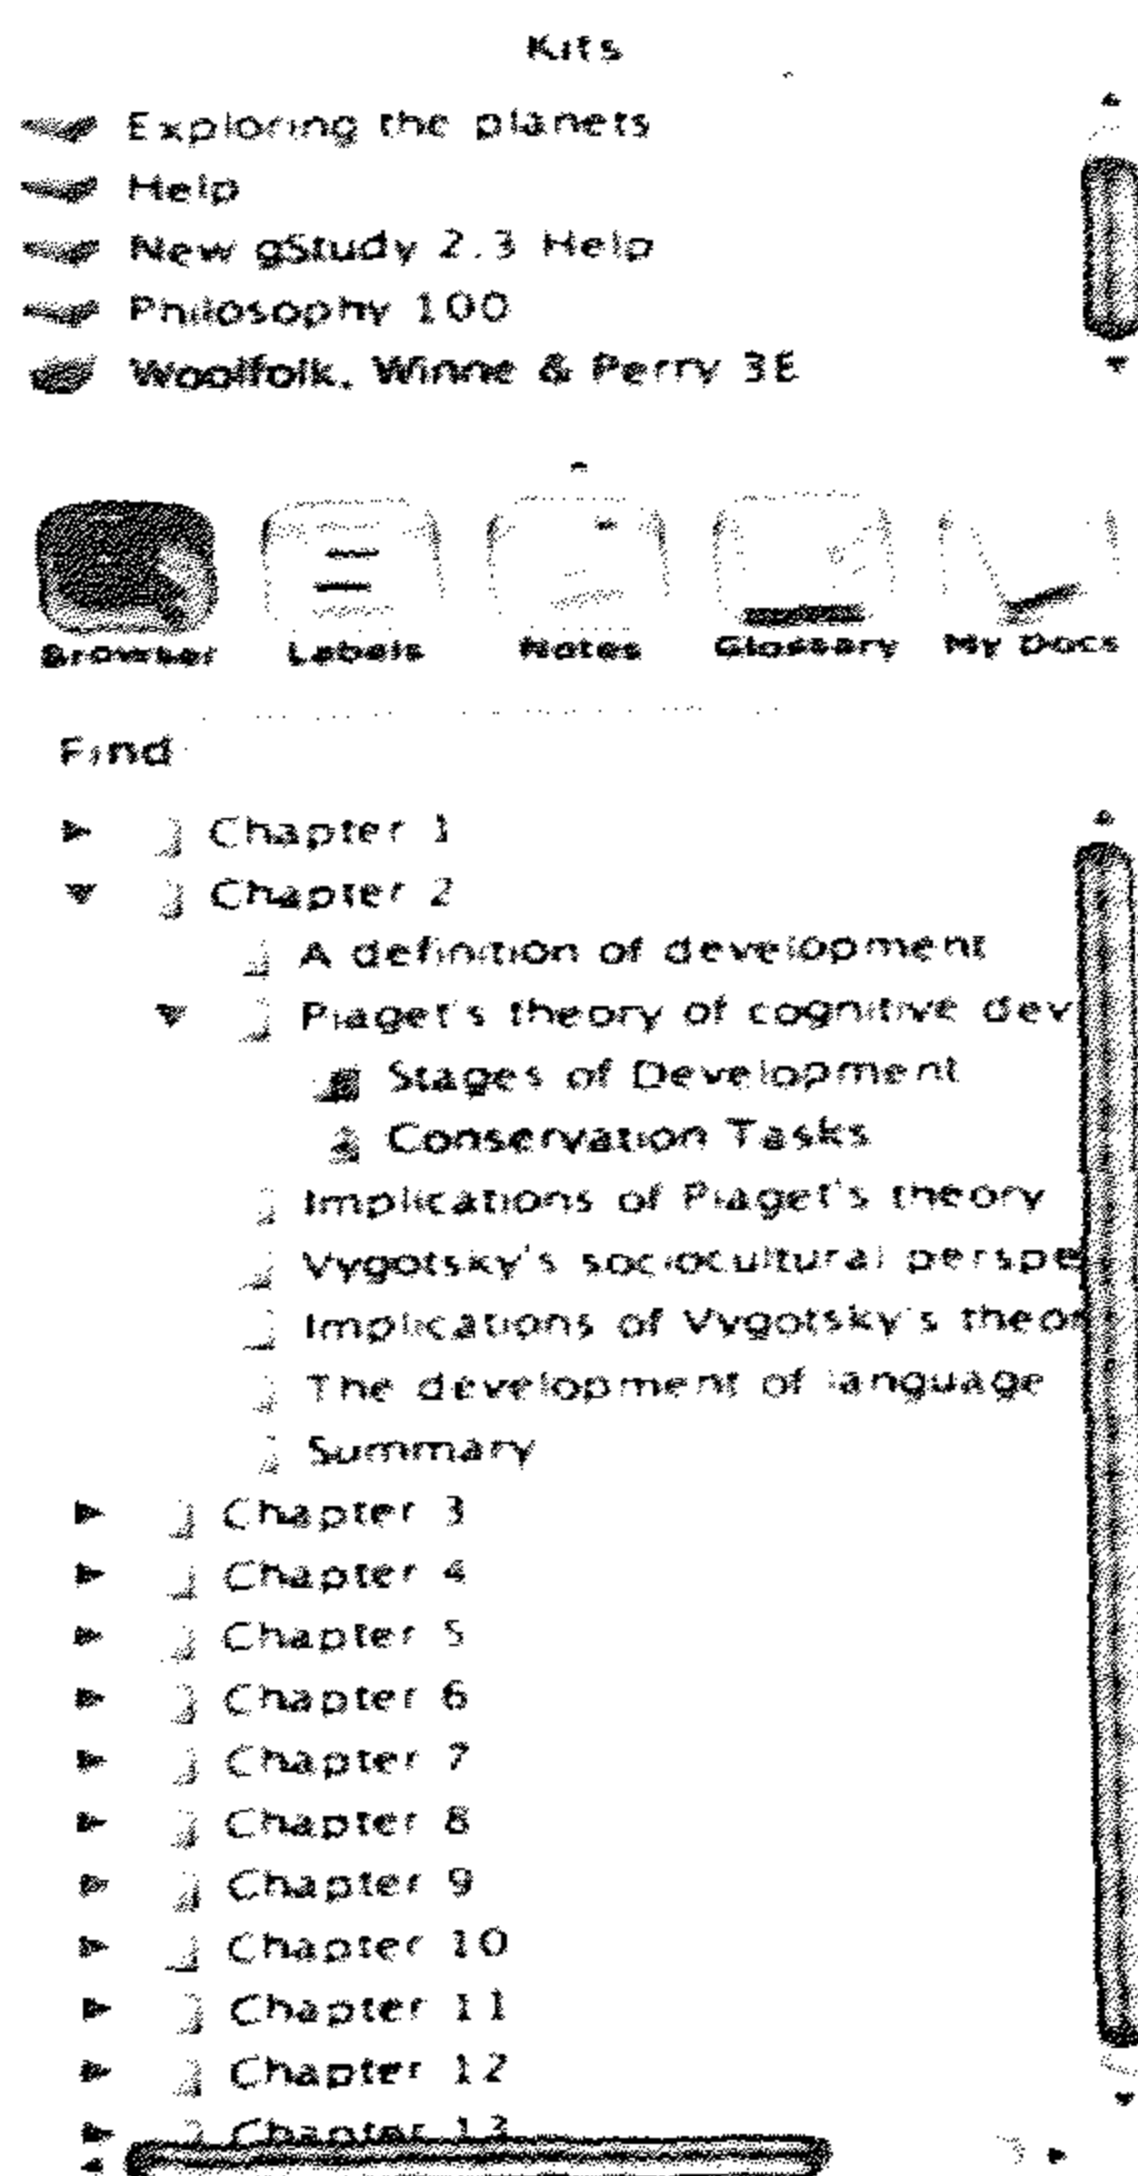 Kits
Exploring the planets
Help
New gStudy 2.3 Help
Philosophy 100
Woolfolk, Winne & Perry 3E
Browser Labels Notes Glossary My Docs
Find
Chapter 1
Chapter 2
A definition of development
Piaget's theory of cognitive dev
Stages of Development
Conservation Tasks
Implications of Piaget's theory
Vygotsky's sociocultural perspe
Implications of Vygotsky's theor
The development of language
Summary
Chapter 3
Chapter 4
Chapter 5
Chapter 6
Chapter 7
Chapter 8
Chapter 9
Chapter 10
Chapter 11
Chapter 12
Chapter 13